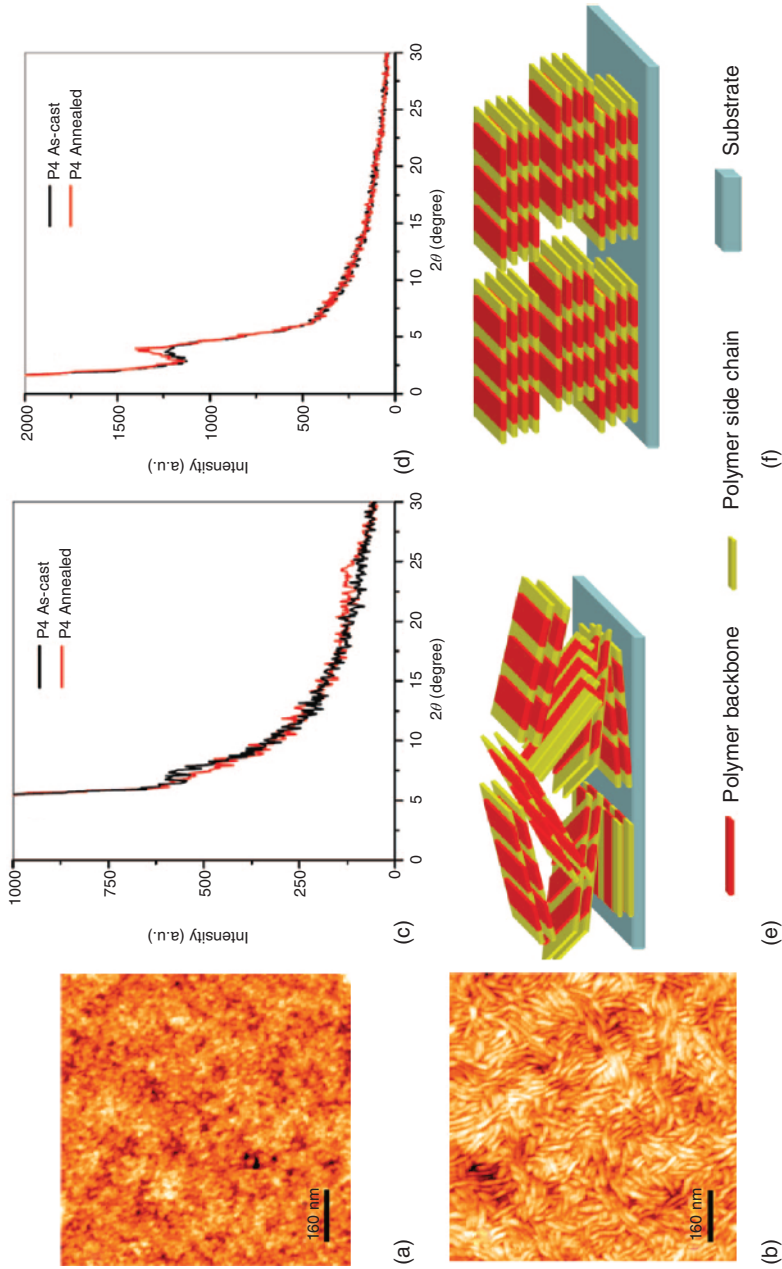 160 nm
(a)
160 nm
(b)
1000
750
500
250
0
Intensity (a.u.)
P4 As-cast
P4 Annealed
0
5
10
15
20
25
30
2θ (degree)
(c)
2000
1500
1000
500
0
Intensity (a.u.)
P4 As-cast
P4 Annealed
0
5
10
15
20
25
30
2θ (degree)
(d)
(e)
(f)
Polymer backbone
Polymer side chain
Substrate